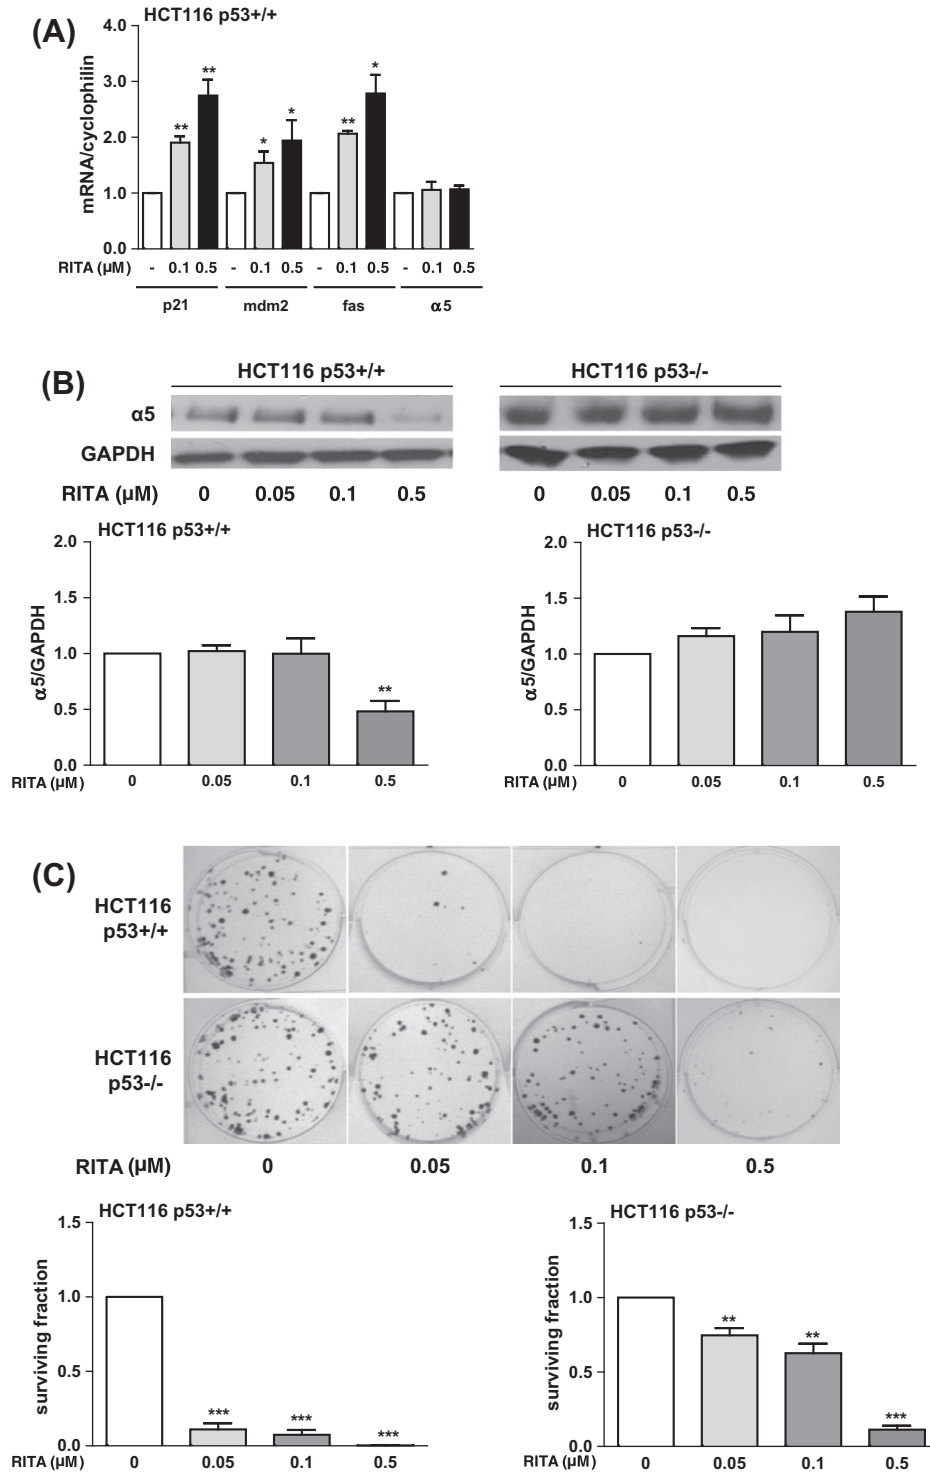 (A)
HCT116 p53+/+
mRNA/cyclophilin
4.0
3.0
2.0
1.0
0.0
** ** * * ** *
RITA (µM) - 0.1 0.5 - 0.1 0.5 - 0.1 0.5 - 0.1 0.5
p21 mdm2 fas α5
(B)
HCT116 p53+/+ HCT116 p53-/-
α5
GAPDH
RITA (µM) 0 0.05 0.1 0.5 0 0.05 0.1 0.5
HCT116 p53+/+
α5/GAPDH
2.0
1.5
1.0
0.5
0.0
**
RITA (µM) 0 0.05 0.1 0.5
HCT116 p53-/-
α5/GAPDH
2.0
1.5
1.0
0.5
0.0
RITA (µM) 0 0.05 0.1 0.5
(C)
HCT116
p53+/+
HCT116
p53-/-
RITA (µM) 0 0.05 0.1 0.5
HCT116 p53+/+
surviving fraction
1.5
1.0
0.5
0.0
*** *** ***
RITA (µM) 0 0.05 0.1 0.5
HCT116 p53-/-
surviving fraction
1.5
1.0
0.5
0.0
** ** ***
RITA (µM) 0 0.05 0.1 0.5